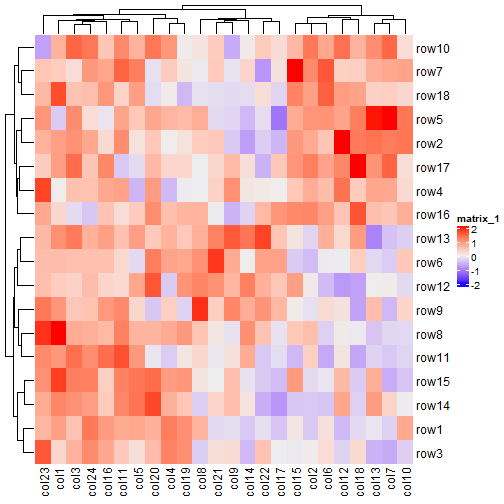 row10
row7
row18
row5
row2
row17
row4
row16
row13
row6
row12
row9
row8
row11
row15
row14
row1
row3
matrix_1
2
1
0
-1
-2
col23
col1
col3
col24
col16
col11
col5
col20
col4
col19
col8
col21
col9
col14
col22
col17
col15
col2
col6
col12
col18
col13
col7
col10